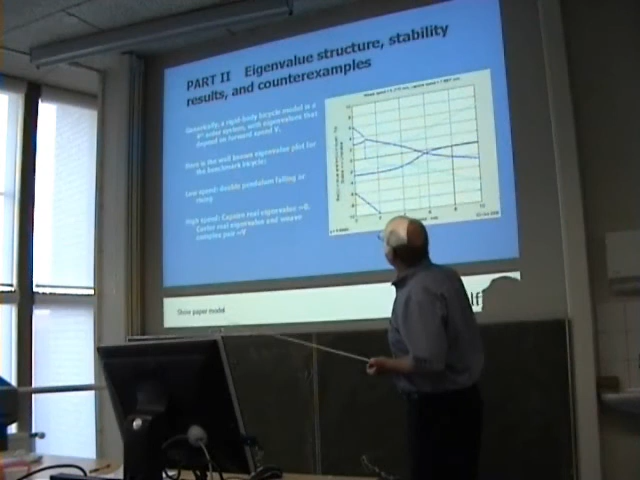 PART II Eigenvalue structure, stability
results, and counterexamples
Generically, a rigid-body bicycle model is a
4th order system, with eigenvalues that
depend on forward speed V.
Here is the well known eigenvalue plot for
the benchmark bicycle:
Low speed: double pendulum falling or
rising
High speed: Capsize real eigenvalue ~0.
Caster real eigenvalue and weave
complex pair ~V
Show paper model
lf